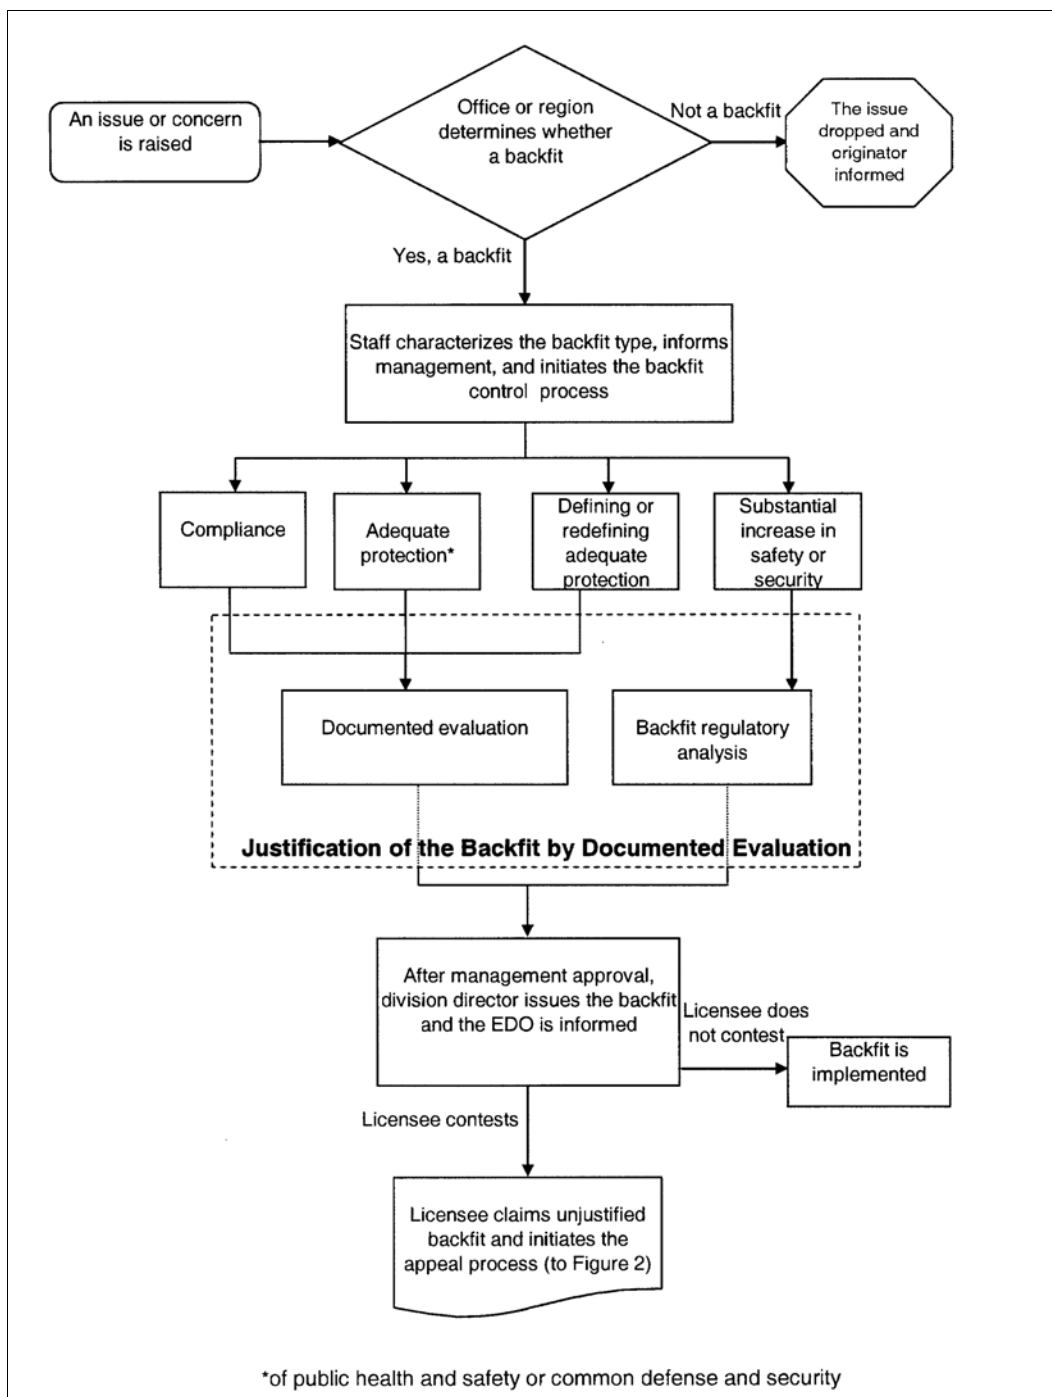 An issue or concern
is raised
Office or region
determines whether
a backfit
Not a backfit
The issue
dropped and
originator
informed
Yes, a backfit
Staff characterizes the backfit type, informs
management, and initiates the backfit
control process
Compliance
Adequate
protection*
Defining or
redefining
adequate
protection
Substantial
increase in
safety or
security
Documented evaluation
Backfit regulatory
analysis
Justification of the Backfit by Documented Evaluation
After management approval,
division director issues the backfit
and the EDO is informed
Licensee does
not contest
Backfit is
implemented
Licensee contests
Licensee claims unjustified
backfit and initiates the
appeal process (to Figure 2)
*of public health and safety or common defense and security